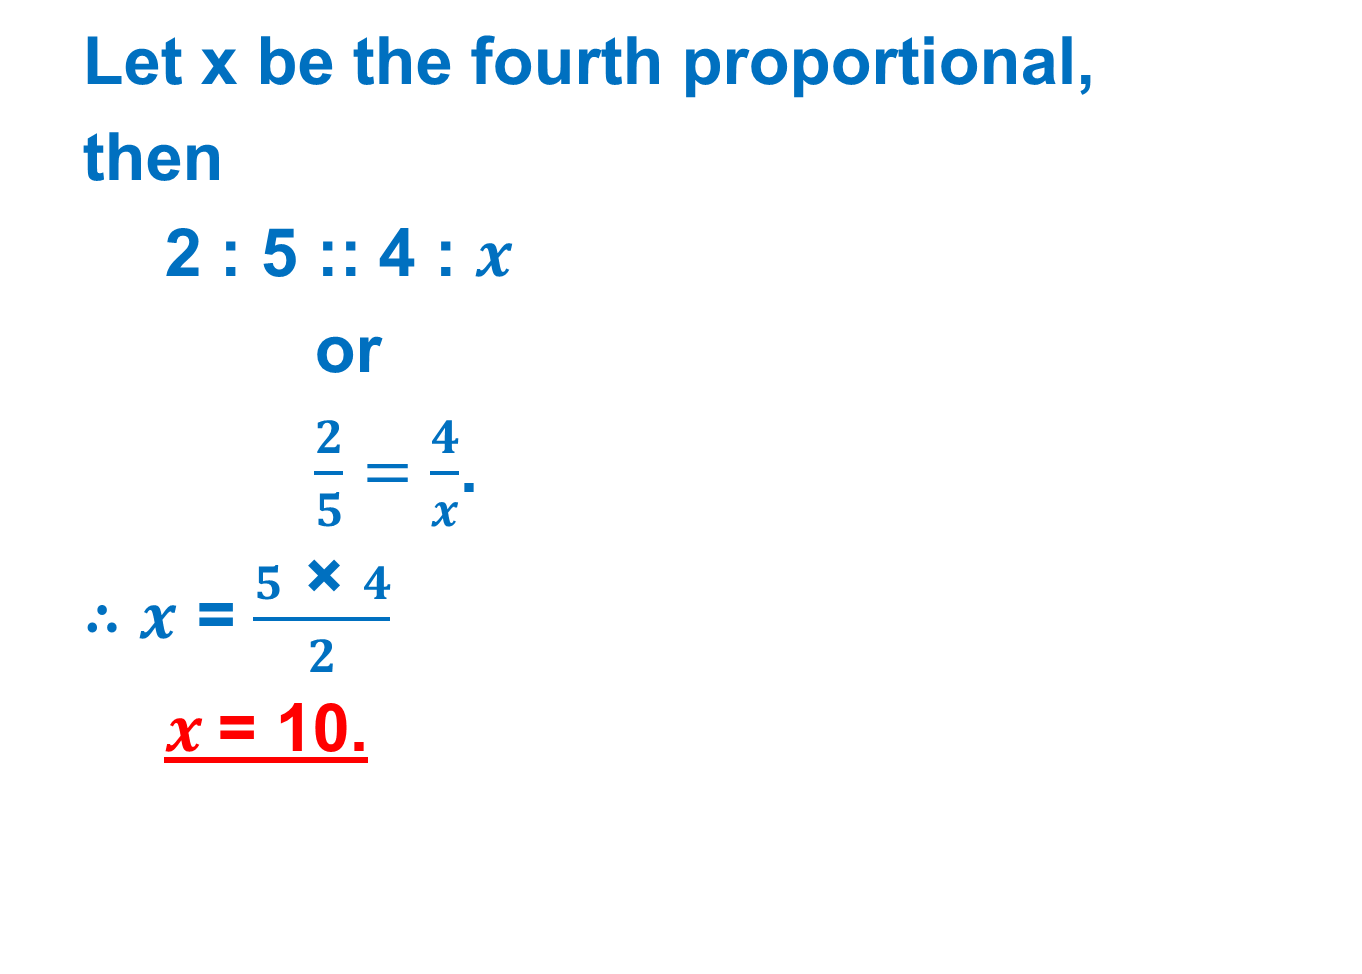 Let x be the fourth proportional,
then
2 : 5 :: 4 : 𝑥
or
2/5 = 4/𝑥.
∴ 𝑥 = 5 × 4/2
𝑥 = 10.